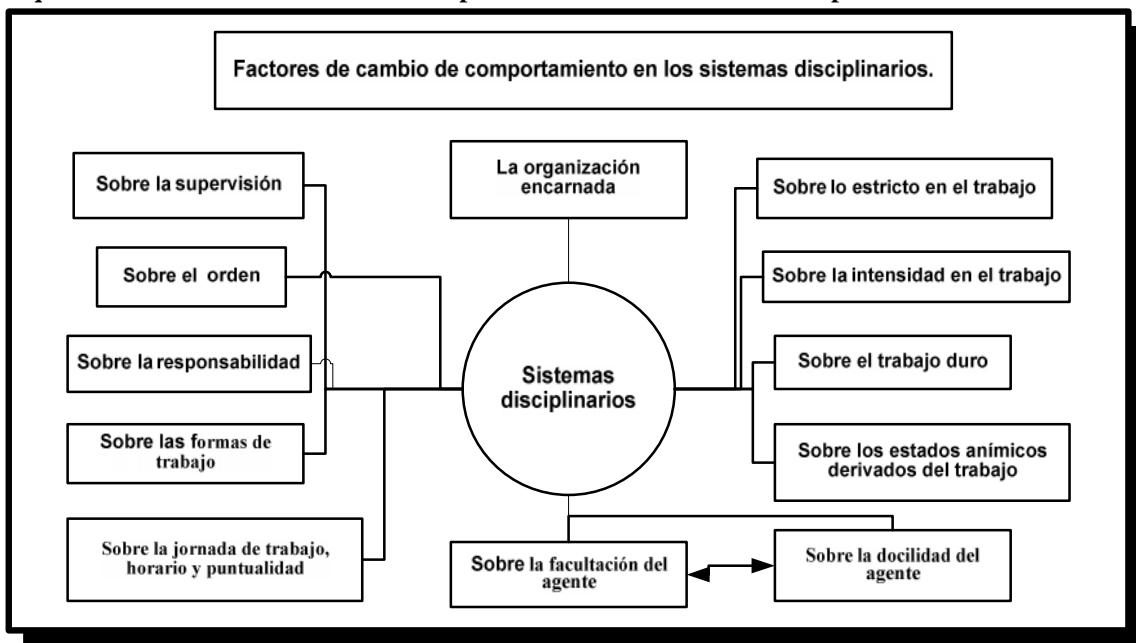 Factores de cambio de comportamiento en los sistemas disciplinarios.
La organización
encarnada
Sobre la supervisión
Sobre el orden
Sobre la responsabilidad
Sobre las formas de
trabajo
Sobre la jornada de trabajo,
horario y puntualidad
Sistemas
disciplinarios
Sobre lo estricto en el trabajo
Sobre la intensidad en el trabajo
Sobre el trabajo duro
Sobre los estados anímicos
derivados del trabajo
Sobre la facultación del
agente
Sobre la docilidad del
agente